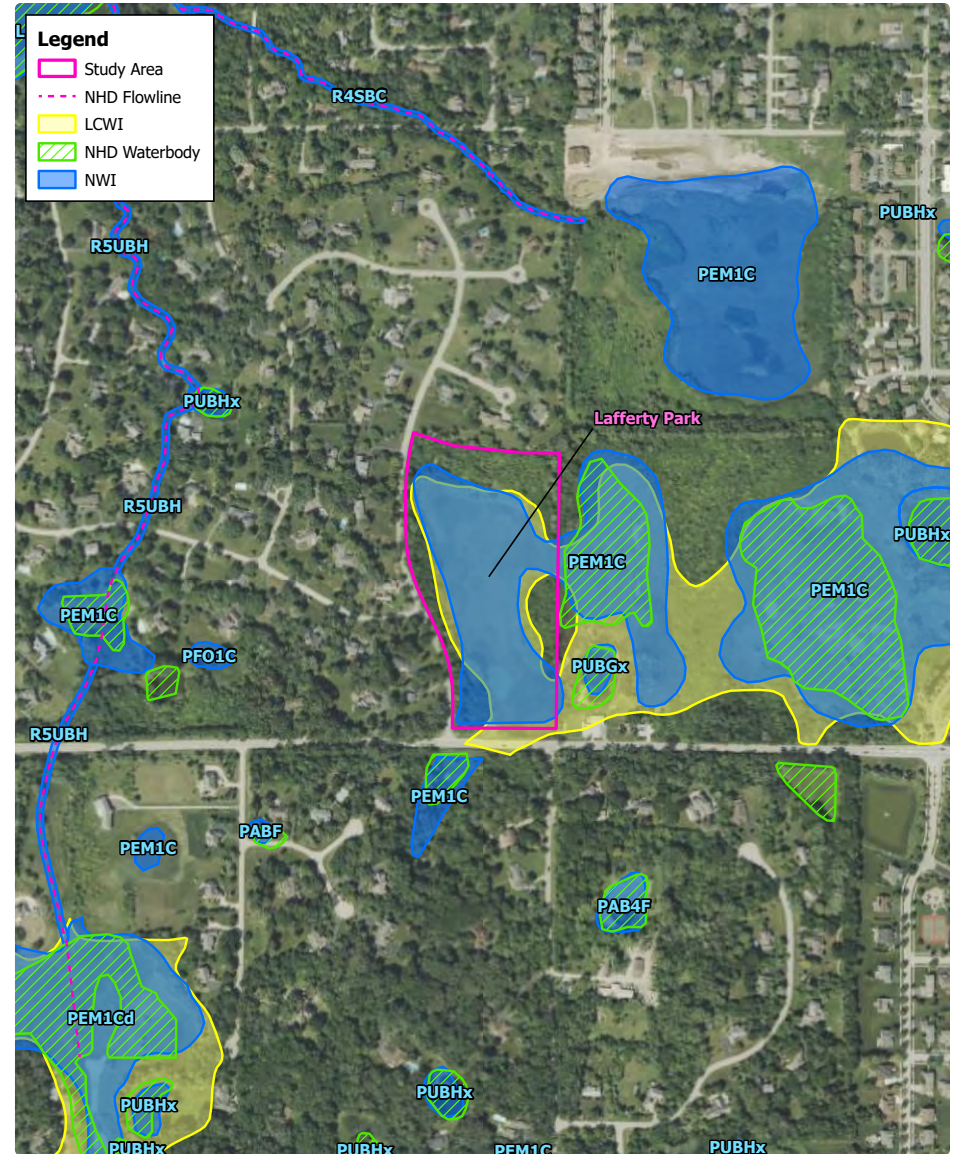 Legend
Study Area
NHD Flowline
LCWI
NHD Waterbody
NWI
L
R4SBC
PUBHx
R5UBH
PEM1C
PUBHx
Lafferty Park
R5UBH
PUBHx
PEM1C
PEM1C
PEM1C
PFO1C
PUBGx
R5UBH
PEM1C
PABF
PEM1C
PAB4F
PEM1Cd
PUBHx
PUBHx
PUBHx
PUBHx
PEM1C
PUBHx